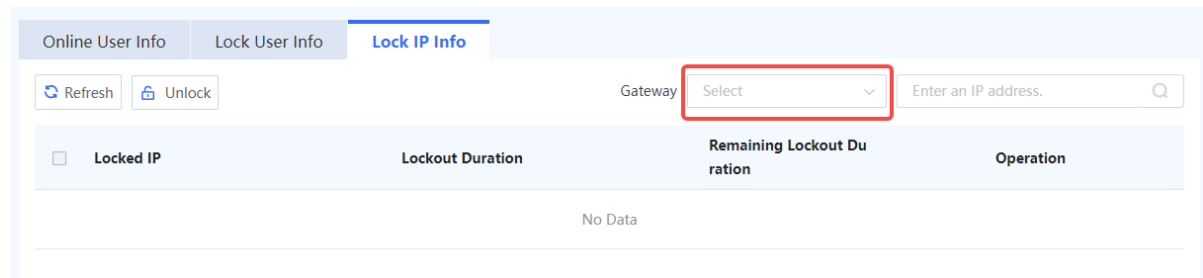 Online User Info Lock User Info Lock IP Info
Refresh Unlock Gateway Select Enter an IP address.
Locked IP Lockout Duration Remaining Lockout Du
ration Operation
No Data